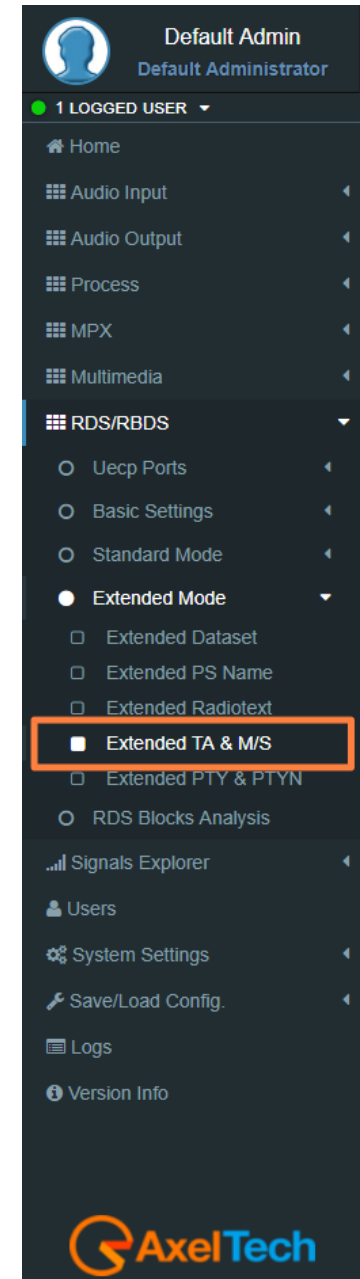 Default Admin
Default Administrator
1 LOGGED USER
Home
Audio Input
Audio Output
Process
MPX
Multimedia
RDS/RBDS
Uecp Ports
Basic Settings
Standard Mode
Extended Mode
Extended Dataset
Extended PS Name
Extended Radiotext
Extended TA & M/S
Extended PTY & PTYN
RDS Blocks Analysis
Signals Explorer
Users
System Settings
Save/Load Config.
Logs
Version Info
AxelTech